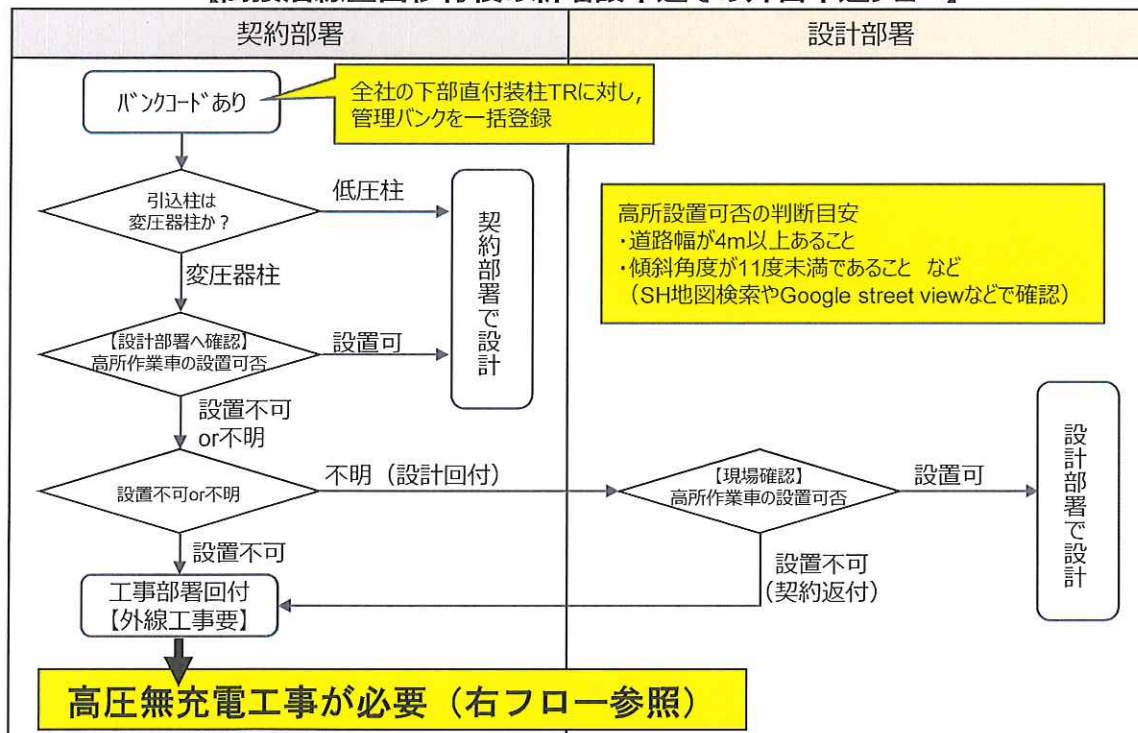 契約部署
設計部署
バンクコードあり
全社の下部直付装柱TRに対し，
管理バンクを一括登録
引込柱は
変圧器柱か？
低圧柱
契約部署で設計
変圧器柱
高所設置可否の判断目安
・道路幅が4m以上あること
・傾斜角度が11度未満であること など
（SH地図検索やGoogle street viewなどで確認）
【設計部署へ確認】
高所作業車の設置可否
設置可
設置不可
or不明
設置不可or不明
不明（設計回付）
【現場確認】
高所作業車の設置可否
設置可
設計部署で設計
設置不可
設置不可
（契約返付）
工事部署回付
【外線工事要】
高圧無充電工事が必要（右フロー参照）